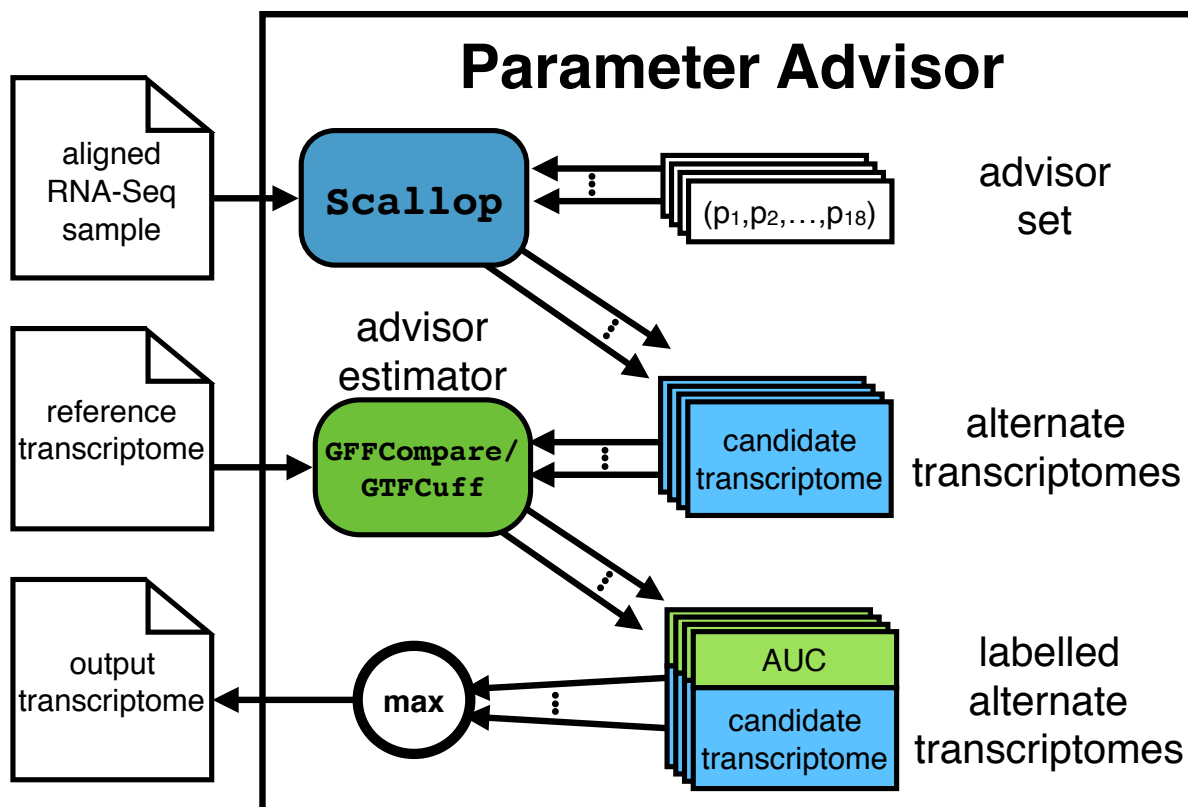 Parameter Advisor
aligned
RNA-Seq
sample
Scallop
(p₁,p₂,…,p₁₈)
advisor
set
advisor
estimator
reference
transcriptome
GFFCompare/
GTFCuff
candidate
transcriptome
alternate
transcriptomes
output
transcriptome
max
AUC
candidate
transcriptome
labelled
alternate
transcriptomes